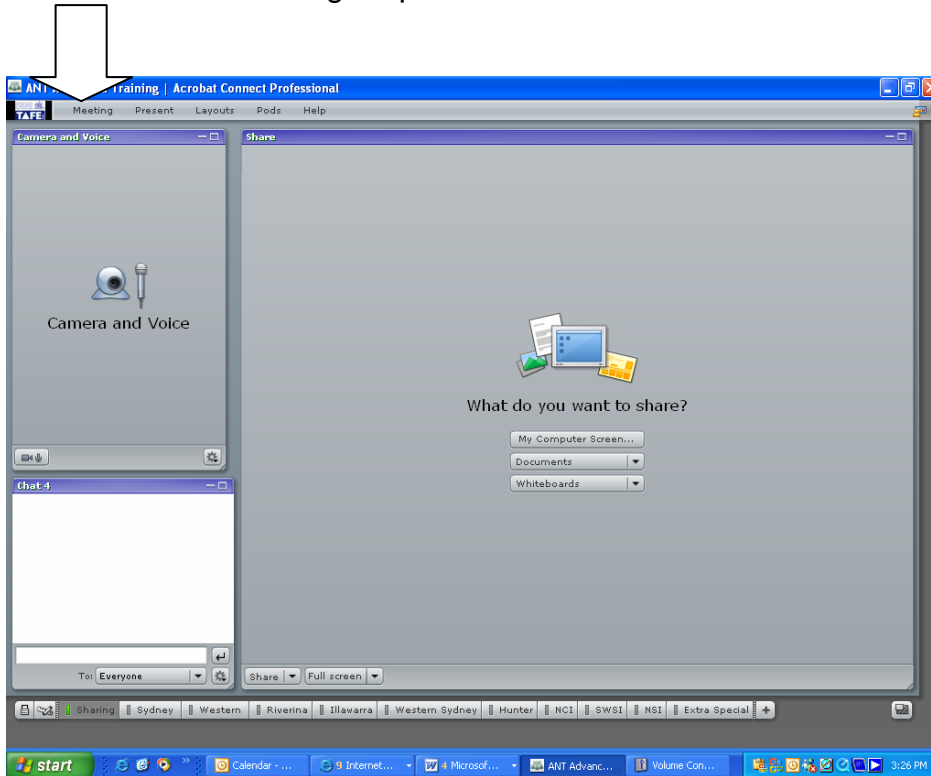 Training | Acrobat Connect Professional
TAFE
Meeting Present Layouts Pods Help
Camera and Voice
Share
Camera and Voice
What do you want to share?
My Computer Screen...
Documents
Whiteboards
Chat 4
To: Everyone
Share Full screen
Sharing Sydney Western Riverina Illawarra Western Sydney Hunter NCI SWSI NSI Extra Special +
start Calendar - ... 9 Internet... 4 Microsof... ANT Advanc... Volume Con... 3:26 PM